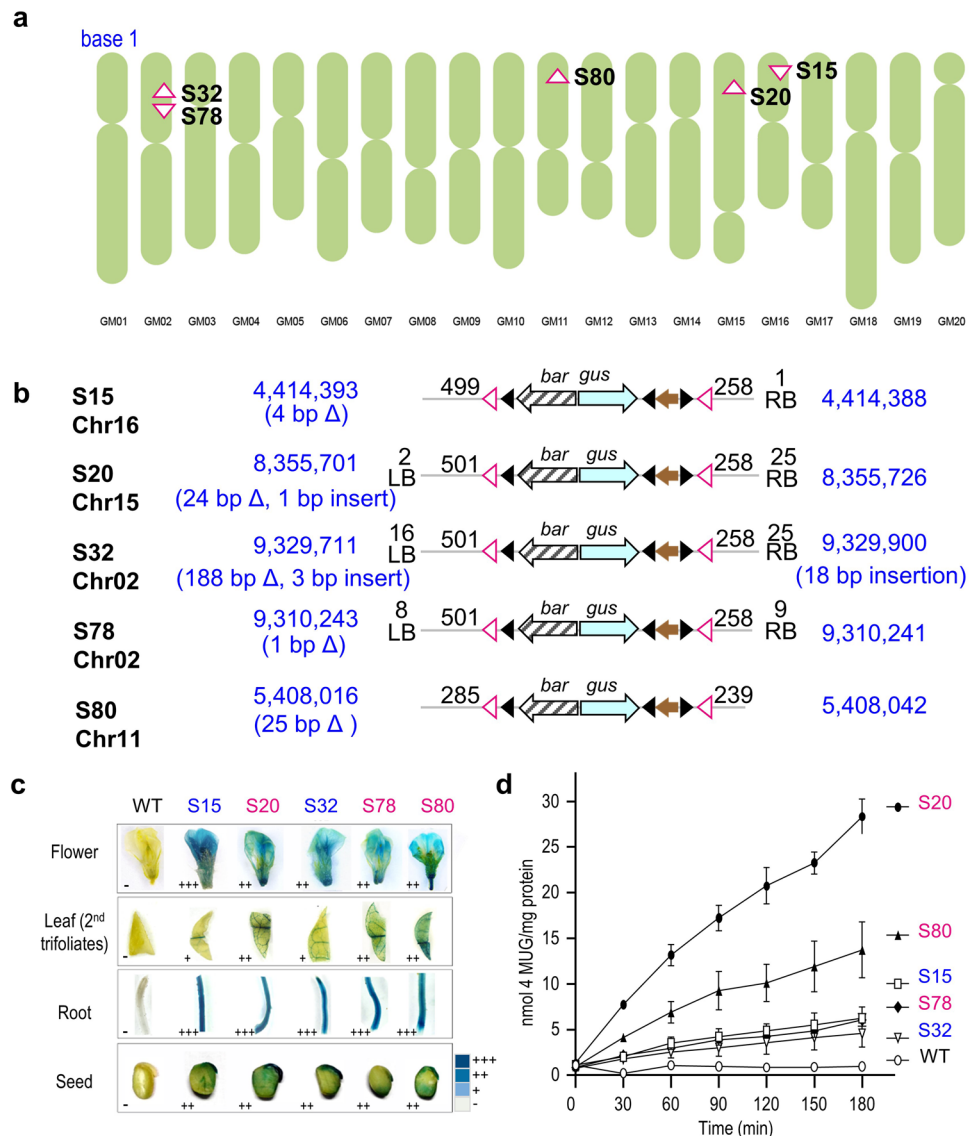 a
base 1
S32
S78
S80
S15
S20
GM01 GM02 GM03 GM04 GM05 GM06 GM07 GM08 GM09 GM10 GM11 GM12 GM13 GM14 GM15 GM16 GM17 GM18 GM19 GM20
b
S15
Chr16
4,414,393
(4 bp Δ)
499
bar gus
258
1
RB
4,414,388
S20
Chr15
8,355,701
(24 bp Δ, 1 bp insert)
2
LB
501
bar gus
258
25
RB
8,355,726
S32
Chr02
9,329,711
(188 bp Δ, 3 bp insert)
16
LB
501
bar gus
258
25
RB
9,329,900
(18 bp insertion)
S78
Chr02
9,310,243
(1 bp Δ)
8
LB
501
bar gus
258
9
RB
9,310,241
S80
Chr11
5,408,016
(25 bp Δ )
285
bar gus
239
5,408,042
c
WT S15 S20 S32 S78 S80
Flower
- +++ ++ ++ ++ ++
Leaf (2nd
trifoliates)
- + ++ + ++ ++
Root
- +++ +++ +++ +++ +++
Seed
- ++ ++ ++ ++ ++
+++
++
+
-
d
nmol 4 MUG/mg protein
30
25
20
15
10
5
0
0 30 60 90 120 150 180
Time (min)
S20
S80
S15
S78
S32
WT